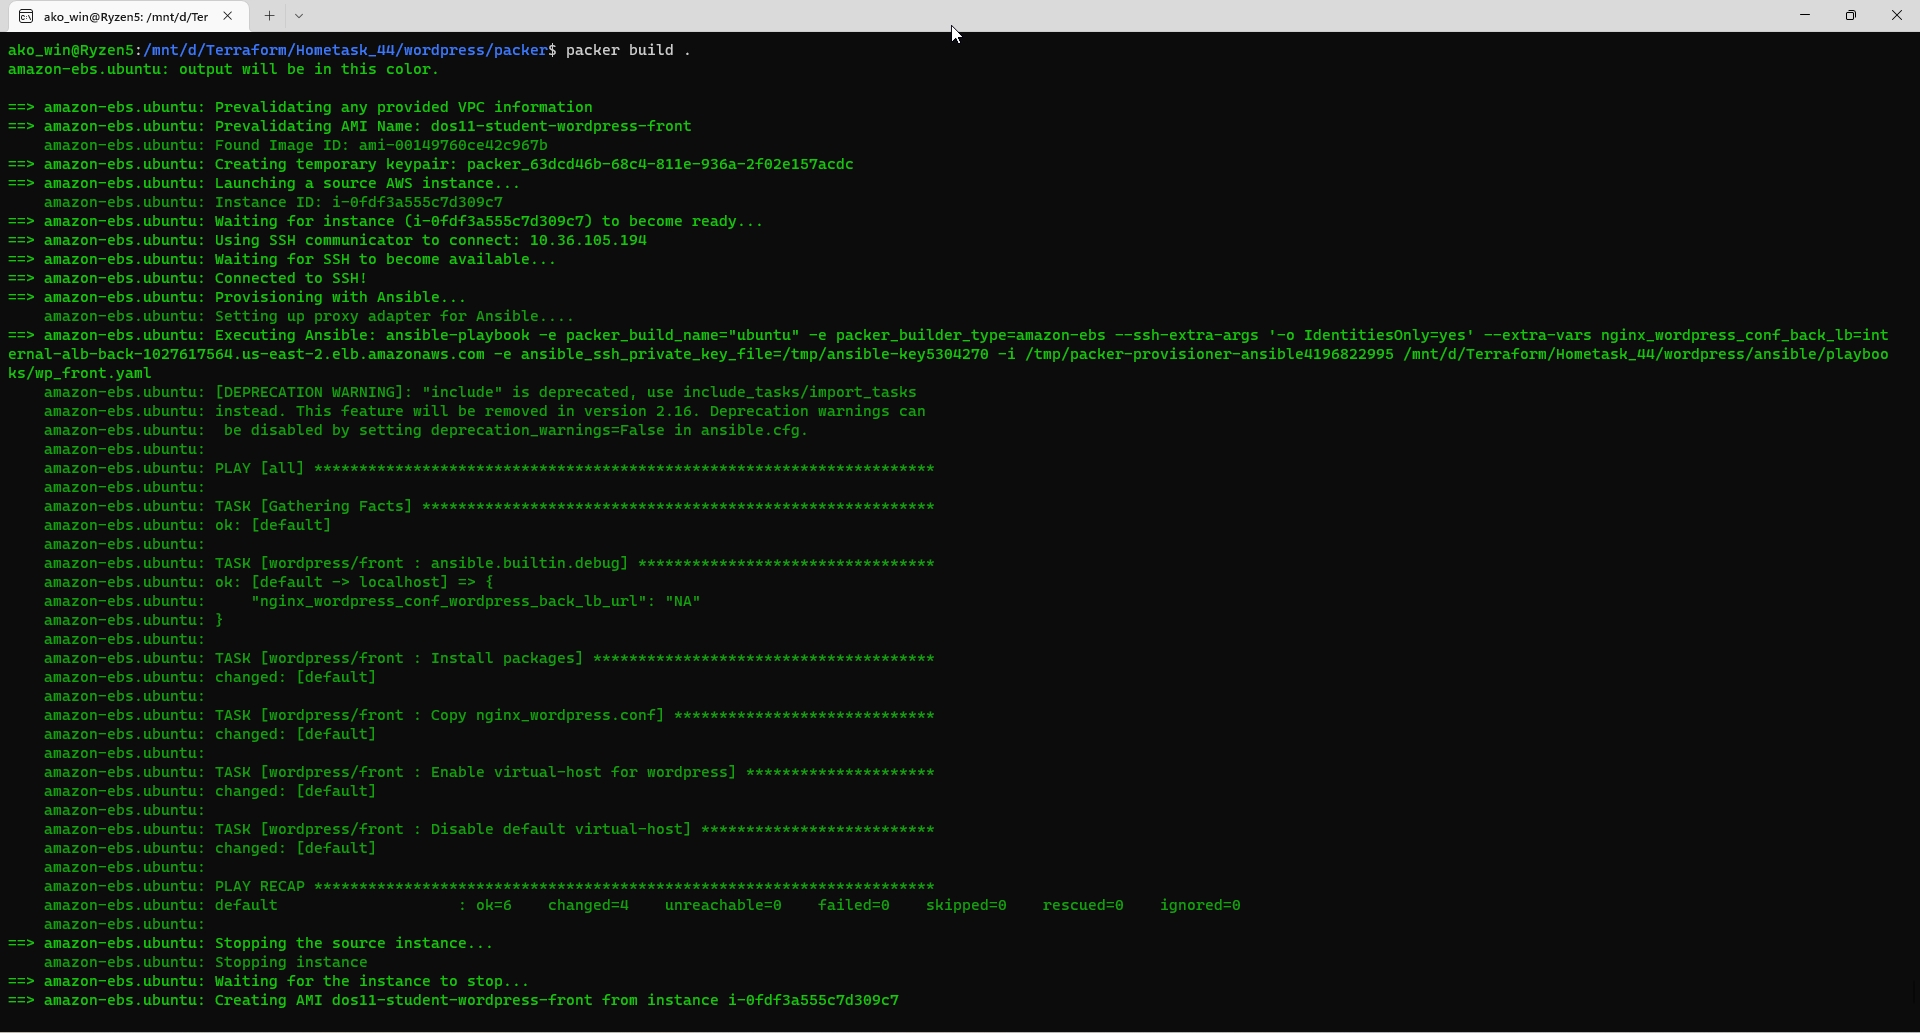 ako_win@Ryzen5: /mnt/d/Ter
ako_win@Ryzen5:/mnt/d/Terraform/Hometask_44/wordpress/packer$ packer build .
amazon-ebs.ubuntu: output will be in this color.
==> amazon-ebs.ubuntu: Prevalidating any provided VPC information
==> amazon-ebs.ubuntu: Prevalidating AMI Name: dos11-student-wordpress-front
    amazon-ebs.ubuntu: Found Image ID: ami-00149760ce42c967b
==> amazon-ebs.ubuntu: Creating temporary keypair: packer_63dcd46b-68c4-811e-936a-2f02e157acdc
==> amazon-ebs.ubuntu: Launching a source AWS instance...
    amazon-ebs.ubuntu: Instance ID: i-0fdf3a555c7d309c7
==> amazon-ebs.ubuntu: Waiting for instance (i-0fdf3a555c7d309c7) to become ready...
==> amazon-ebs.ubuntu: Using SSH communicator to connect: 10.36.105.194
==> amazon-ebs.ubuntu: Waiting for SSH to become available...
==> amazon-ebs.ubuntu: Connected to SSH!
==> amazon-ebs.ubuntu: Provisioning with Ansible...
    amazon-ebs.ubuntu: Setting up proxy adapter for Ansible....
==> amazon-ebs.ubuntu: Executing Ansible: ansible-playbook -e packer_build_name="ubuntu" -e packer_builder_type=amazon-ebs --ssh-extra-args '-o IdentitiesOnly=yes' --extra-vars nginx_wordpress_conf_back_lb=int
ernal-alb-back-1027617564.us-east-2.elb.amazonaws.com -e ansible_ssh_private_key_file=/tmp/ansible-key5304270 -i /tmp/packer-provisioner-ansible4196822995 /mnt/d/Terraform/Hometask_44/wordpress/ansible/playboo
ks/wp_front.yaml
    amazon-ebs.ubuntu: [DEPRECATION WARNING]: "include" is deprecated, use include_tasks/import_tasks
    amazon-ebs.ubuntu: instead. This feature will be removed in version 2.16. Deprecation warnings can
    amazon-ebs.ubuntu:  be disabled by setting deprecation_warnings=False in ansible.cfg.
    amazon-ebs.ubuntu:
    amazon-ebs.ubuntu: PLAY [all] *********************************************************************
    amazon-ebs.ubuntu:
    amazon-ebs.ubuntu: TASK [Gathering Facts] *********************************************************
    amazon-ebs.ubuntu: ok: [default]
    amazon-ebs.ubuntu:
    amazon-ebs.ubuntu: TASK [wordpress/front : ansible.builtin.debug] *********************************
    amazon-ebs.ubuntu: ok: [default -> localhost] => {
    amazon-ebs.ubuntu:     "nginx_wordpress_conf_wordpress_back_lb_url": "NA"
    amazon-ebs.ubuntu: }
    amazon-ebs.ubuntu:
    amazon-ebs.ubuntu: TASK [wordpress/front : Install packages] **************************************
    amazon-ebs.ubuntu: changed: [default]
    amazon-ebs.ubuntu:
    amazon-ebs.ubuntu: TASK [wordpress/front : Copy nginx_wordpress.conf] *****************************
    amazon-ebs.ubuntu: changed: [default]
    amazon-ebs.ubuntu:
    amazon-ebs.ubuntu: TASK [wordpress/front : Enable virtual-host for wordpress] *********************
    amazon-ebs.ubuntu: changed: [default]
    amazon-ebs.ubuntu:
    amazon-ebs.ubuntu: TASK [wordpress/front : Disable default virtual-host] **************************
    amazon-ebs.ubuntu: changed: [default]
    amazon-ebs.ubuntu:
    amazon-ebs.ubuntu: PLAY RECAP *********************************************************************
    amazon-ebs.ubuntu: default                    : ok=6    changed=4    unreachable=0    failed=0    skipped=0    rescued=0    ignored=0
    amazon-ebs.ubuntu:
==> amazon-ebs.ubuntu: Stopping the source instance...
    amazon-ebs.ubuntu: Stopping instance
==> amazon-ebs.ubuntu: Waiting for the instance to stop...
==> amazon-ebs.ubuntu: Creating AMI dos11-student-wordpress-front from instance i-0fdf3a555c7d309c7